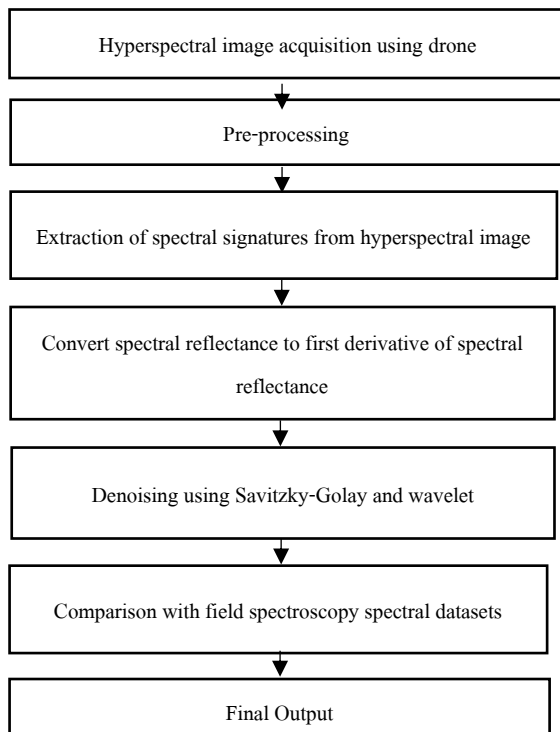 Hyperspectral image acquisition using drone
Pre-processing
Extraction of spectral signatures from hyperspectral image
Convert spectral reflectance to first derivative of spectral
reflectance
Denoising using Savitzky-Golay and wavelet
Comparison with field spectroscopy spectral datasets
Final Output